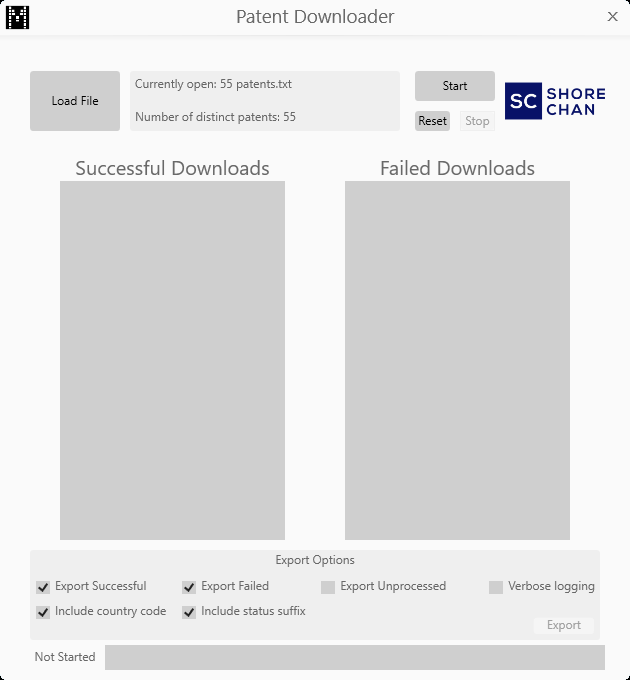 Patent Downloader
Load File
Currently open: 55 patents.txt
Number of distinct patents: 55
Start
Reset
Stop
SC SHORE
CHAN
Successful Downloads
Failed Downloads
Export Options
Export Successful
Export Failed
Export Unprocessed
Verbose logging
Include country code
Include status suffix
Export
Not Started